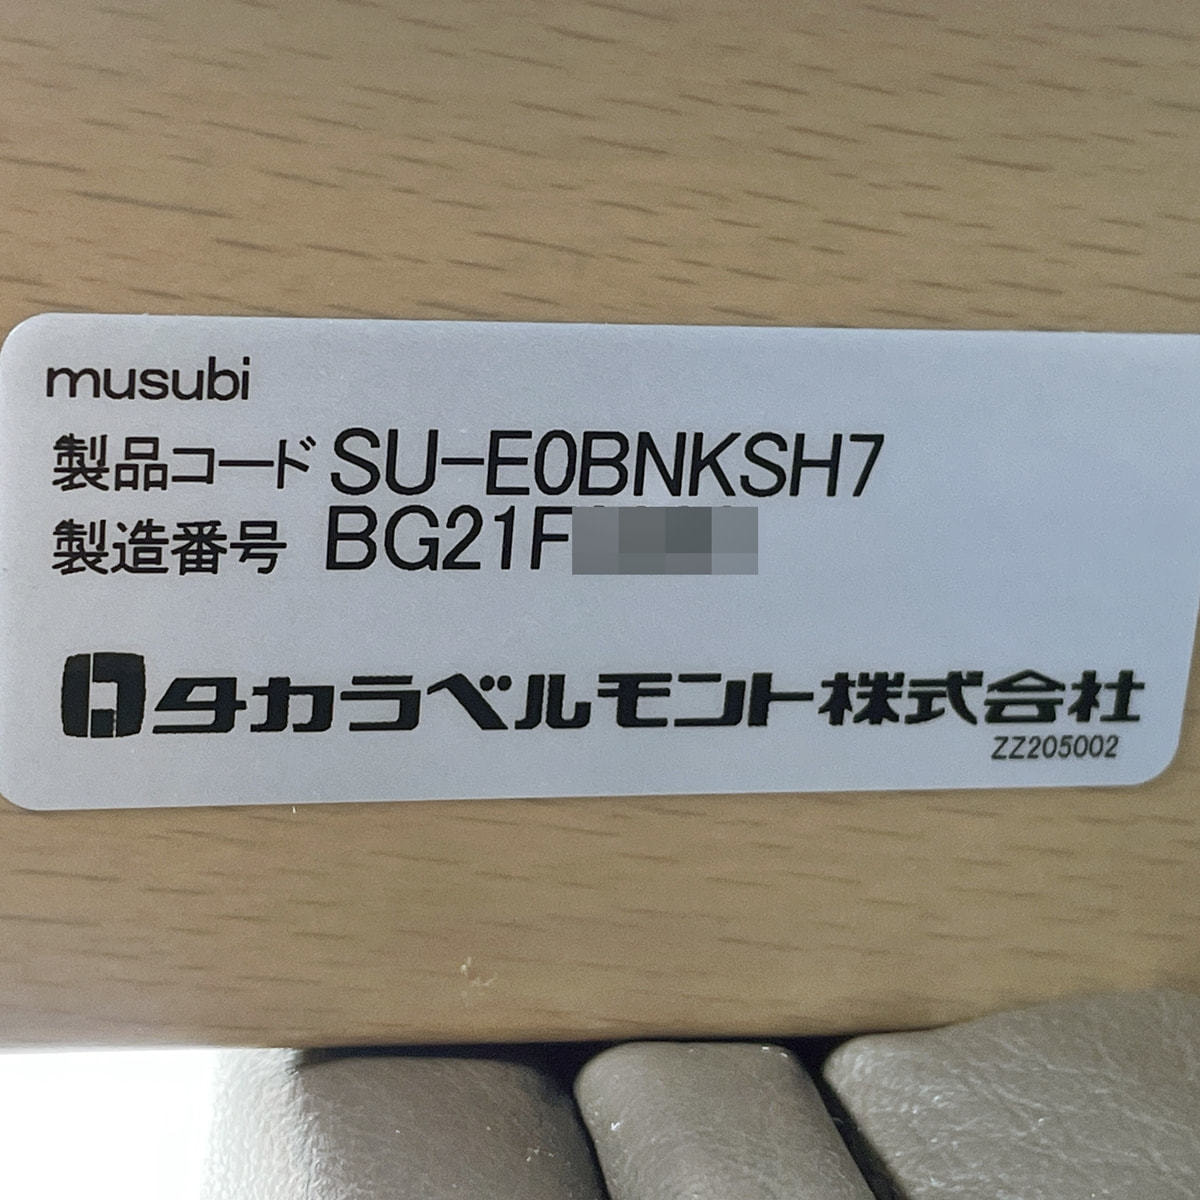 musubi
製品コード SU-E0BNKSH7
製造番号 BG21F
タカラベルモント株式会社
ZZ205002